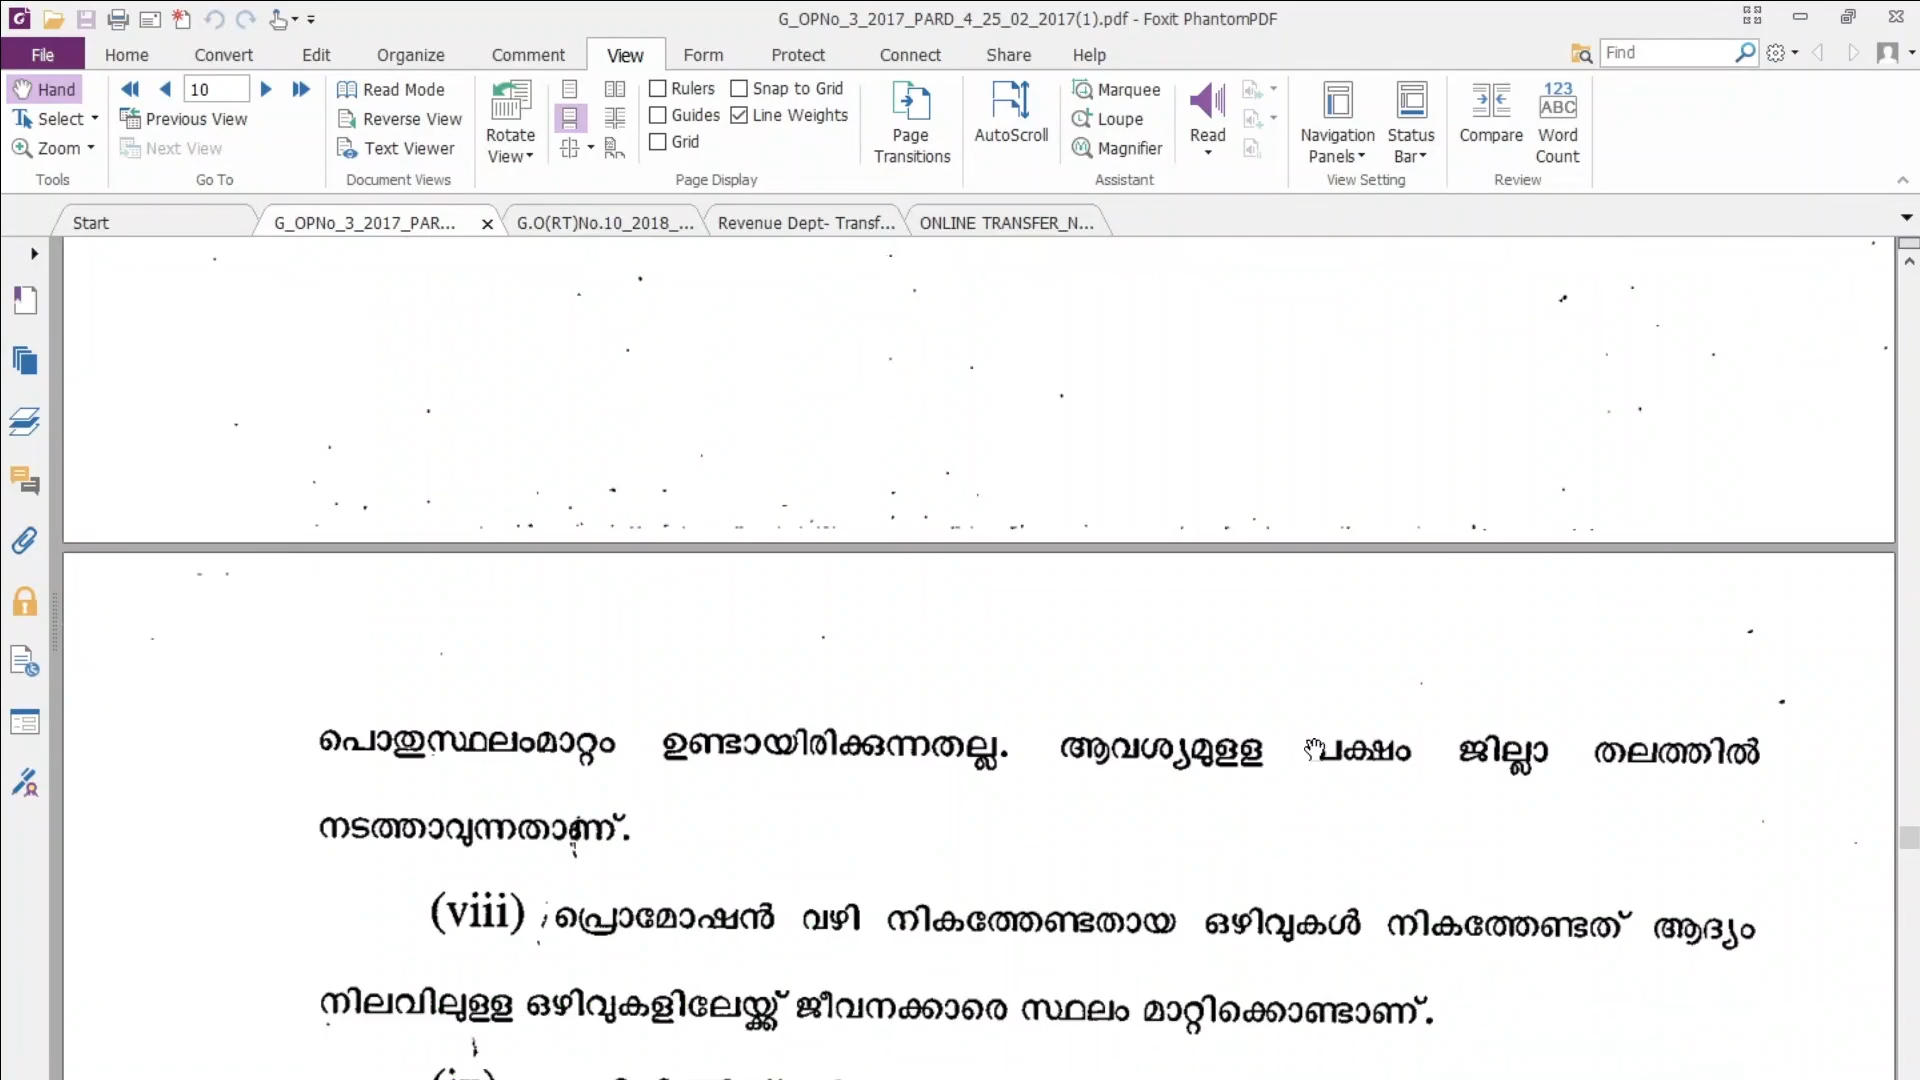 G_OPNo_3_2017_PARD_4_25_02_2017(1).pdf - Foxit PhantomPDF
File Home Convert Edit Organize Comment View Form Protect Connect Share Help Find
Hand 10 Read Mode Rulers Snap to Grid Marquee 123
Select Previous View Reverse View Guides Line Weights Loupe ABC
Zoom Next View Text Viewer Grid Magnifier
Rotate View Page Transitions AutoScroll Read Navigation Panels Status Bar Compare Word Count
Tools Go To Document Views Page Display Assistant View Setting Review
Start G_OPNo_3_2017_PAR... G.O(RT)No.10_2018_... Revenue Dept- Transf... ONLINE TRANSFER_N...
പൊതുസ്ഥലംമാറ്റം ഉണ്ടായിരിക്കുന്നതല്ല. ആവശ്യമുളള പക്ഷം ജില്ലാ തലത്തിൽ
നടത്താവുന്നതാണ്.
(viii) പ്രൊമോഷൻ വഴി നികത്തേണ്ടതായ ഒഴിവുകൾ നികത്തേണ്ടത് ആദ്യം
നിലവിലുളള ഒഴിവുകളിലേയ്ക്ക് ജീവനക്കാരെ സ്ഥലം മാറ്റിക്കൊണ്ടാണ്.